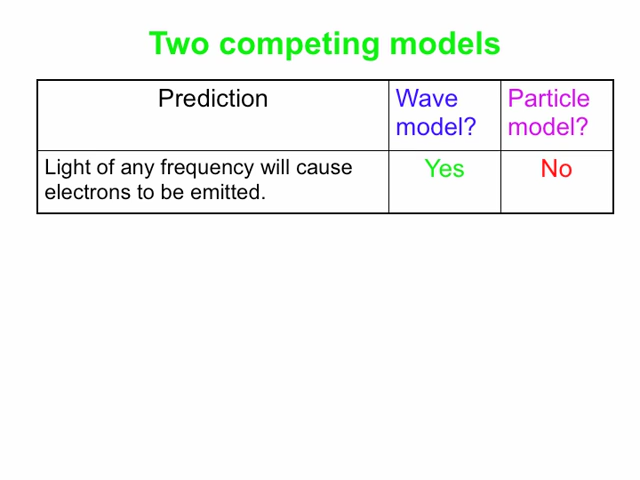 Two competing models
Prediction
Wave
model?
Particle
model?
Light of any frequency will cause
electrons to be emitted.
Yes
No